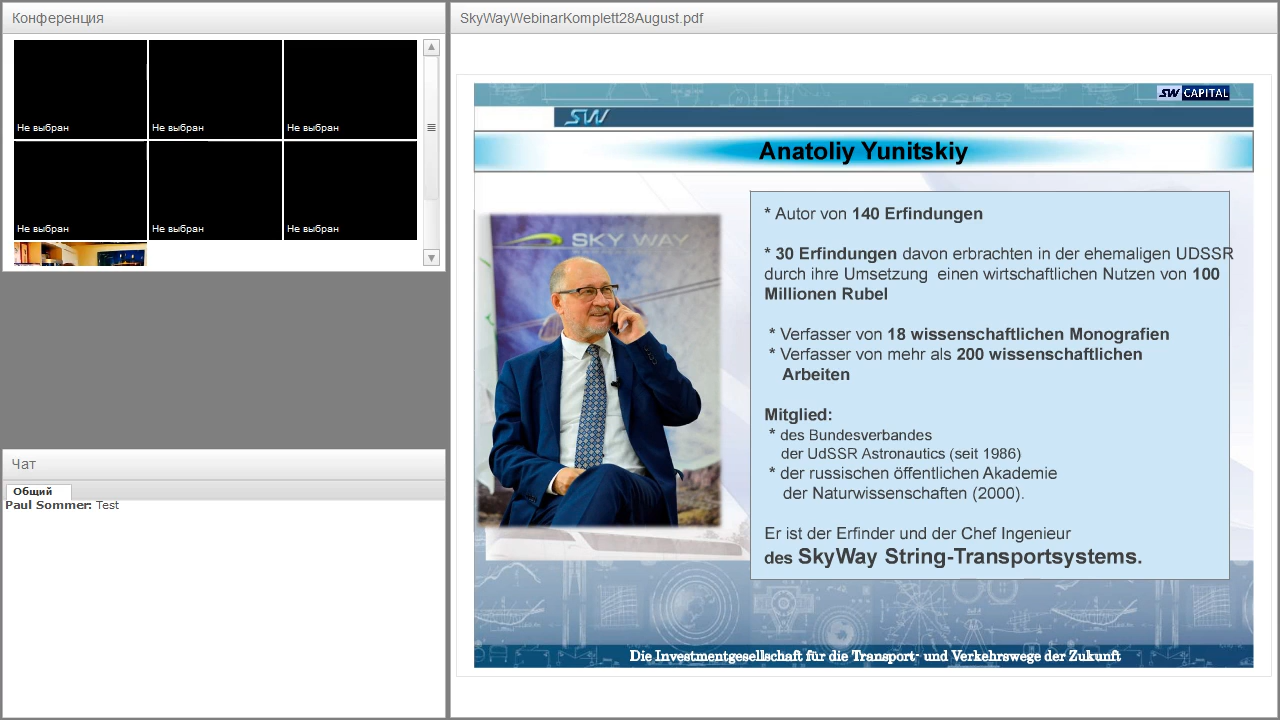 Конференция
Не выбран
Не выбран
Не выбран
Не выбран
Не выбран
Не выбран
Чат
Общий
Paul Sommer: Test
SkyWayWebinarKomplett28August.pdf
SW CAPITAL
SW
Anatoliy Yunitskiy
SKY WAY
* Autor von 140 Erfindungen
* 30 Erfindungen davon erbrachten in der ehemaligen UDSSR
durch ihre Umsetzung einen wirtschaftlichen Nutzen von 100
Millionen Rubel
* Verfasser von 18 wissenschaftlichen Monografien
* Verfasser von mehr als 200 wissenschaftlichen
Arbeiten
Mitglied:
* des Bundesverbandes
der UdSSR Astronautics (seit 1986)
* der russischen öffentlichen Akademie
der Naturwissenschaften (2000).
Er ist der Erfinder und der Chef Ingenieur
des SkyWay String-Transportsystems.
Die Investmentgesellschaft für die Transport- und Verkehrswege der Zukunft